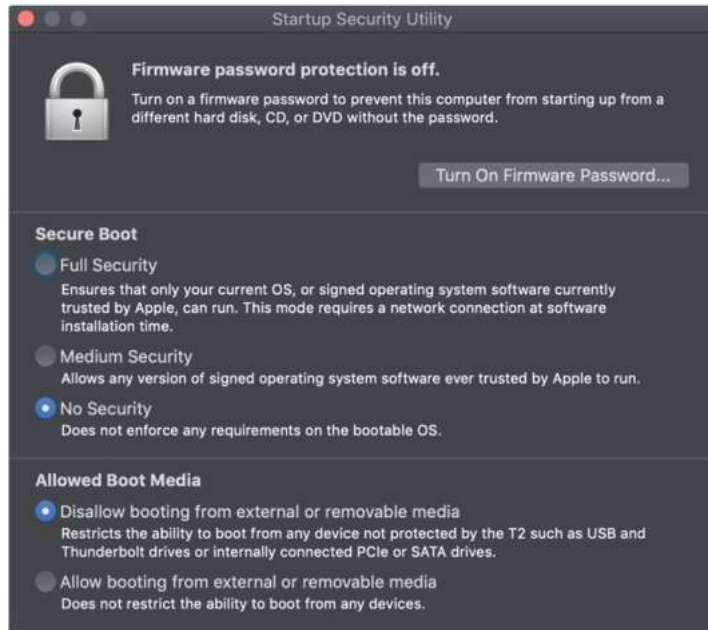 Startup Security Utility
Firmware password protection is off.
Turn on a firmware password to prevent this computer from starting up from a
different hard disk, CD, or DVD without the password.
Turn On Firmware Password...
Secure Boot
Full Security
Ensures that only your current OS, or signed operating system software currently
trusted by Apple, can run. This mode requires a network connection at software
installation time.
Medium Security
Allows any version of signed operating system software ever trusted by Apple to run.
No Security
Does not enforce any requirements on the bootable OS.
Allowed Boot Media
Disallow booting from external or removable media
Restricts the ability to boot from any device not protected by the T2 such as USB and
Thunderbolt drives or internally connected PCIe or SATA drives.
Allow booting from external or removable media
Does not restrict the ability to boot from any devices.